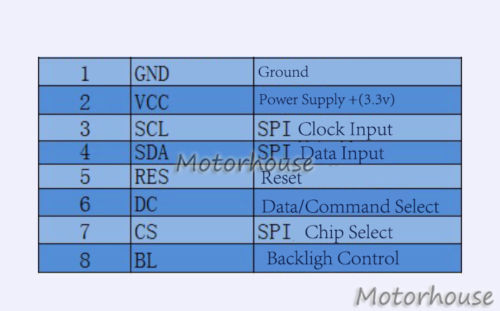 Motorhouse
1 GND Ground
2 VCC Power Supply +(3.3v)
3 SCL SPI Clock Input
4 SDA SPI Data Input
Motorhouse
5 RES Reset
6 DC Data/Command Select
7 CS SPI Chip Select
8 BL Backligh Control
Motorhouse